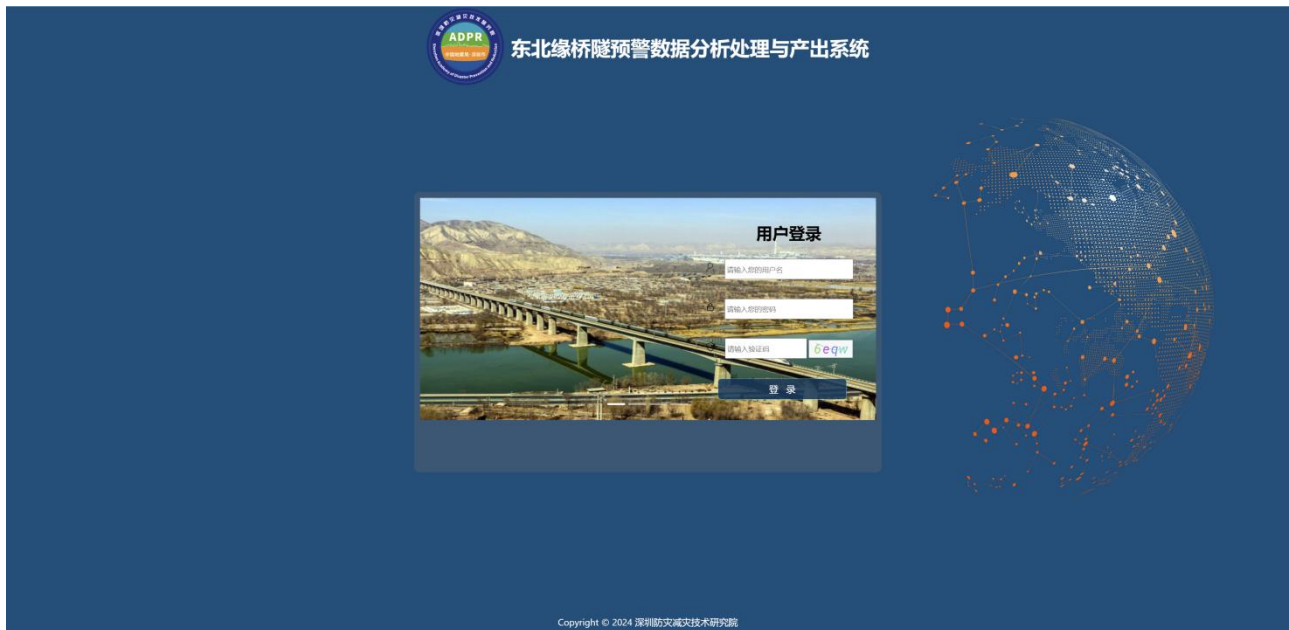 ADPR
东北缘桥隧预警数据分析处理与产出系统
用户登录
请输入您的用户名
请输入您的密码
请输入验证码
6eqw
登 录
Copyright © 2024 深圳防灾减灾技术研究院